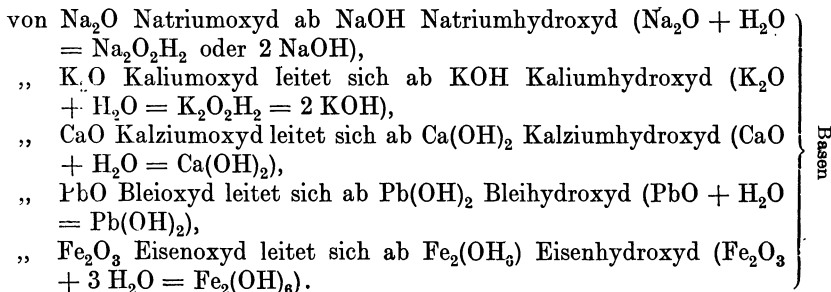 von Na₂O Natriumoxyd ab NaOH Natriumhydroxyd (Na₂O + H₂O
= Na₂O₂H₂ oder 2 NaOH),
„ K₂O Kaliumoxyd leitet sich ab KOH Kaliumhydroxyd (K₂O
+ H₂O = K₂O₂H₂ = 2 KOH),
„ CaO Kalziumoxyd leitet sich ab Ca(OH)₂ Kalziumhydroxyd (CaO
+ H₂O = Ca(OH)₂),
„ PbO Bleioxyd leitet sich ab Pb(OH)₂ Bleihydroxyd (PbO + H₂O
= Pb(OH)₂),
„ Fe₂O₃ Eisenoxyd leitet sich ab Fe₂(OH₆) Eisenhydroxyd (Fe₂O₃
+ 3 H₂O = Fe₂(OH)₆).
Basen